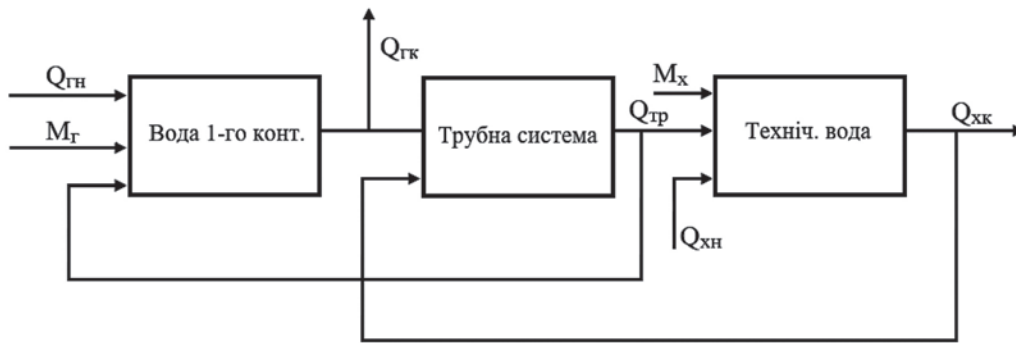 Qгн
Mг
Вода 1-го конт.
Qгк
Трубна система
Qтр
Mх
Qхн
Техніч. вода
Qхк